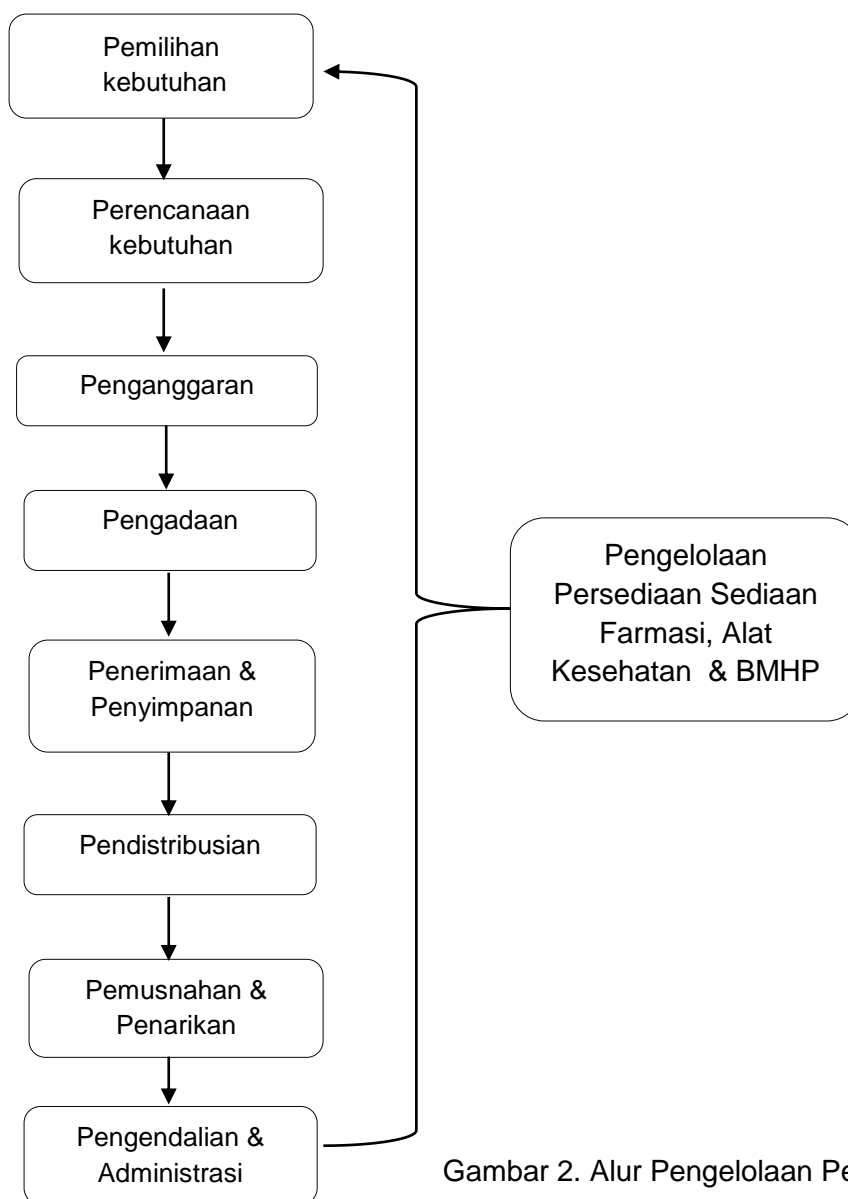 Pemilihan
kebutuhan
Perencanaan
kebutuhan
Penganggaran
Pengadaan
Penerimaan &
Penyimpanan
Pendistribusian
Pemusnahan &
Penarikan
Pengendalian &
Administrasi
Pengelolaan
Persediaan Sediaan
Farmasi, Alat
Kesehatan & BMHP
Gambar 2. Alur Pengelolaan